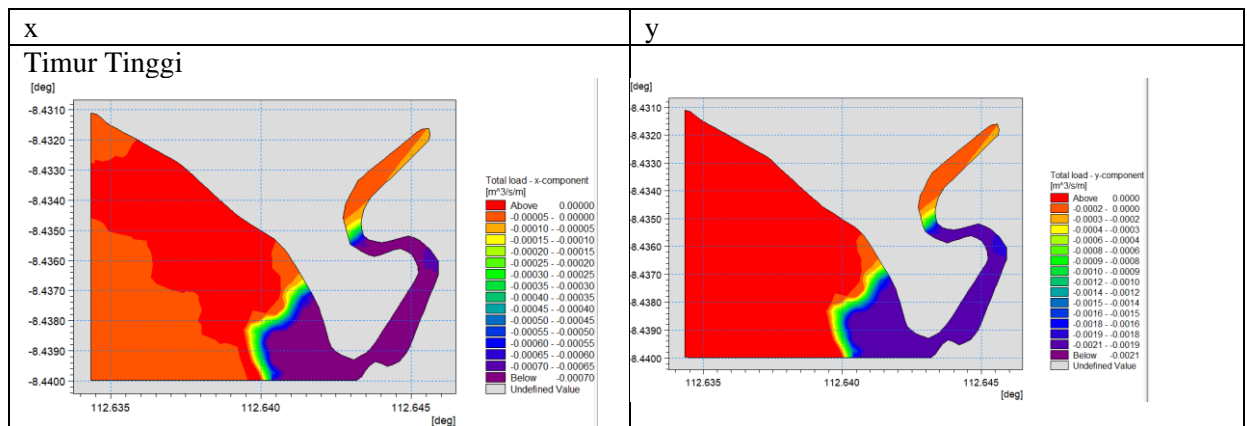 x
y
Timur Tinggi
[deg]
-8.4310
-8.4320
-8.4330
-8.4340
-8.4350
-8.4360
-8.4370
-8.4380
-8.4390
-8.4400
112.635
112.640
112.645
[deg]
Total load - x-component
[m^3/s/m]
Above 0.00000
-0.00005 - 0.00000
-0.00010 - -0.00005
-0.00015 - -0.00010
-0.00020 - -0.00015
-0.00025 - -0.00020
-0.00030 - -0.00025
-0.00035 - -0.00030
-0.00040 - -0.00035
-0.00045 - -0.00040
-0.00050 - -0.00045
-0.00055 - -0.00050
-0.00060 - -0.00055
-0.00065 - -0.00060
-0.00070 - -0.00065
Below -0.00070
Undefined Value
[deg]
-8.4310
-8.4320
-8.4330
-8.4340
-8.4350
-8.4360
-8.4370
-8.4380
-8.4390
-8.4400
112.635
112.640
112.645
[deg]
Total load - y-component
[m^3/s/m]
Above 0.0000
-0.0002 - 0.0000
-0.0003 - -0.0002
-0.0004 - -0.0003
-0.0006 - -0.0004
-0.0008 - -0.0006
-0.0009 - -0.0008
-0.0010 - -0.0009
-0.0012 - -0.0010
-0.0014 - -0.0012
-0.0015 - -0.0014
-0.0016 - -0.0015
-0.0018 - -0.0016
-0.0019 - -0.0018
-0.0021 - -0.0019
Below -0.0021
Undefined Value